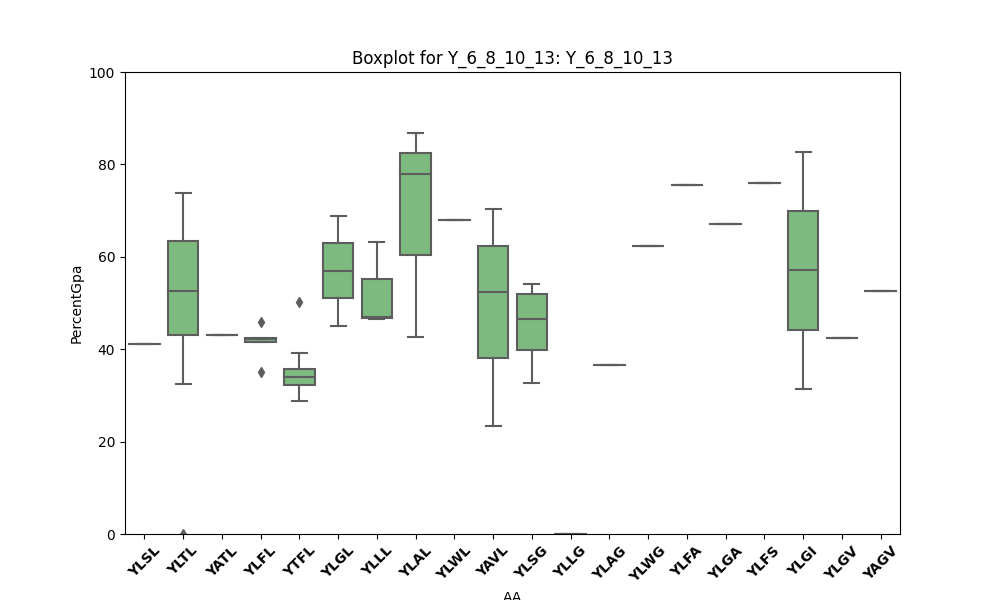 Boxplot for Y_6_8_10_13: Y_6_8_10_13
100
80
60
40
20
0
PercentGpa
YLSL YLTL YATL YLFL YTFL YLGL YLLL YLAL YLWL YAVL YLSG YLLG YLAG YLWG YLFA YLGA YLFS YLGI YLGV YAGV
AA